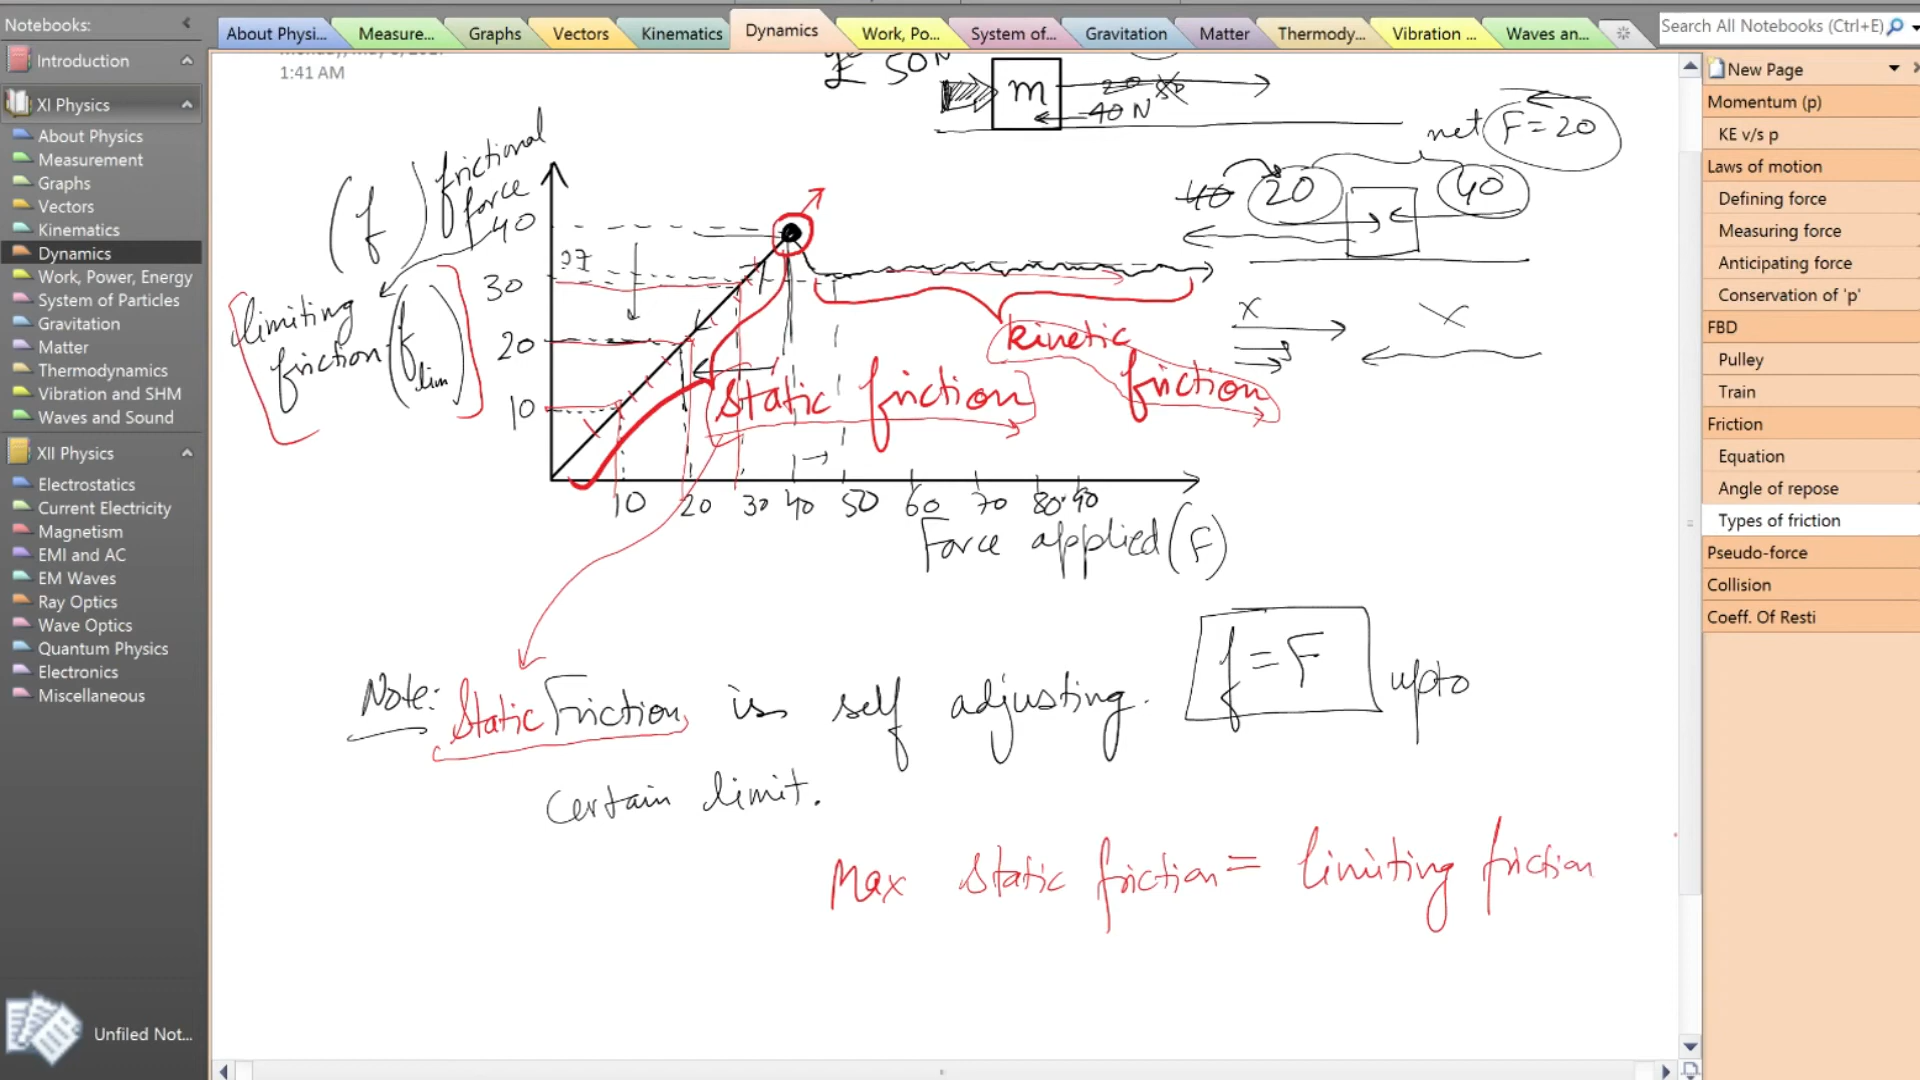 Notebooks:
Introduction
XI Physics
About Physics
Measurement
Graphs
Vectors
Kinematics
Dynamics
Work, Power, Energy
System of Particles
Gravitation
Matter
Thermodynamics
Vibration and SHM
Waves and Sound
XII Physics
Electrostatics
Current Electricity
Magnetism
EMI and AC
EM Waves
Ray Optics
Wave Optics
Quantum Physics
Electronics
Miscellaneous
Unfiled Not...
About Physi...
Measure...
Graphs
Vectors
Kinematics
Dynamics
Work, Po...
System of...
Gravitation
Matter
Thermody...
Vibration ...
Waves an...
Search All Notebooks (Ctrl+E)
1:41 AM
50 N
m
20
40 N
net F = 20
40 20 40
(f) frictional force
limiting friction (f lim)
40
37
30
20
10
10 20 30 40 50 60 70 80 90
Force applied (F)
static friction
kinetic friction
x x
Note: Static Friction is self adjusting. f = F upto
certain limit.
Max static friction = limiting friction
New Page
Momentum (p)
KE v/s p
Laws of motion
Defining force
Measuring force
Anticipating force
Conservation of 'p'
FBD
Pulley
Train
Friction
Equation
Angle of repose
Types of friction
Pseudo-force
Collision
Coeff. Of Resti